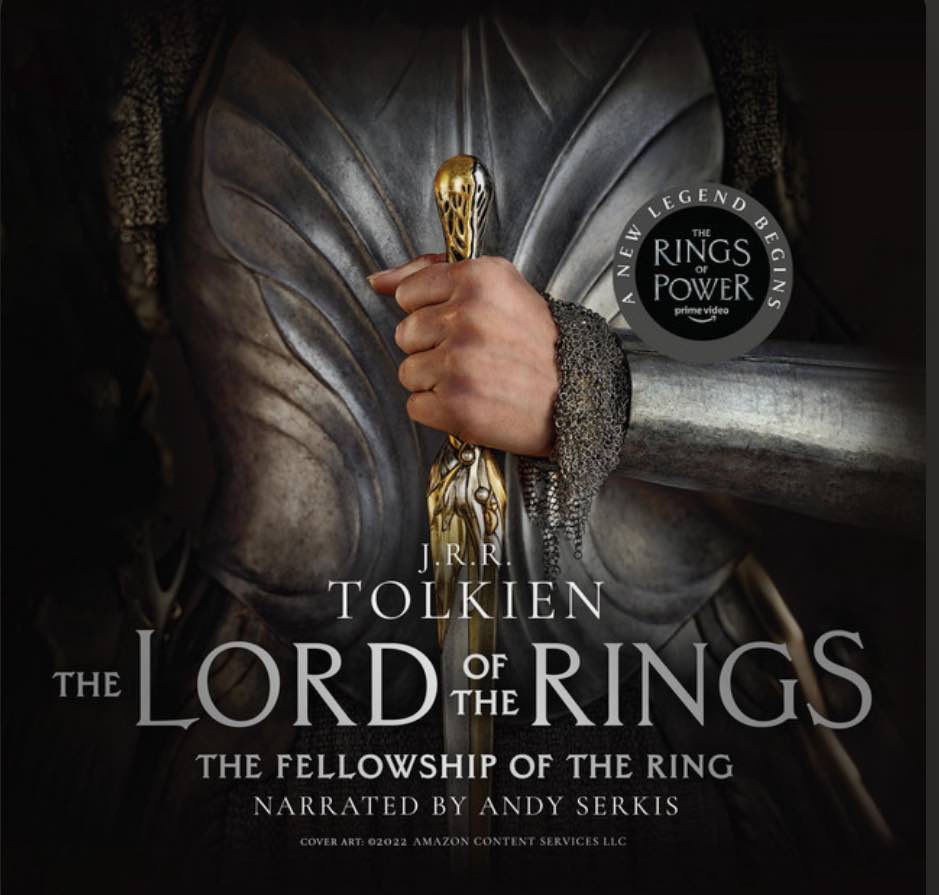 A NEW LEGEND BEGINS
THE
RINGS
OF
POWER
prime video
J.R.R.
TOLKIEN
THE LORD OF THE RINGS
THE FELLOWSHIP OF THE RING
NARRATED BY ANDY SERKIS
COVER ART: ©2022 AMAZON CONTENT SERVICES LLC